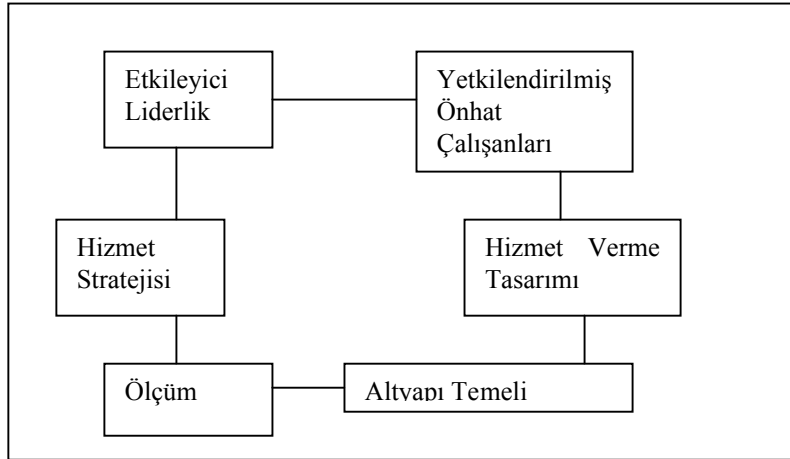 Etkileyici
Liderlik
Yetkilendirilmiş
Önhat
Çalışanları
Hizmet
Stratejisi
Hizmet Verme
Tasarımı
Ölçüm
Altyapı Temeli